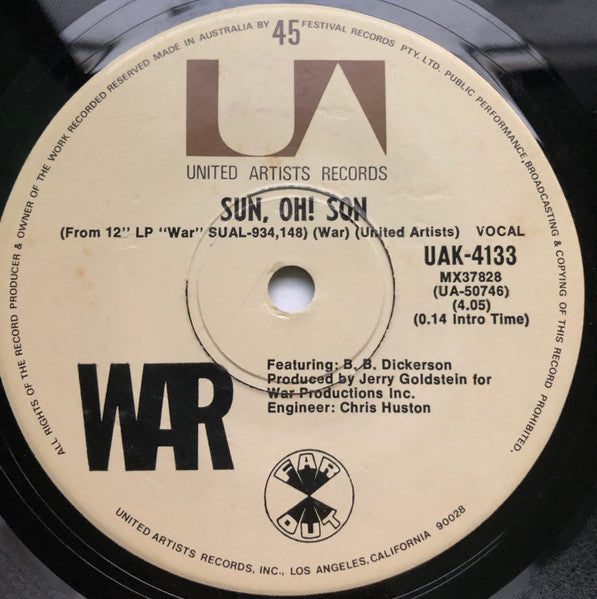 ALL RIGHTS OF THE RECORD PRODUCER & OWNER OF THE WORK RECORDED RESERVED MADE IN AUSTRALIA BY FESTIVAL RECORDS PTY. LTD. PUBLIC PERFORMANCE, BROADCASTING & COPYING OF THIS RECORD PROHIBITED.
45
UA
UNITED ARTISTS RECORDS
SUN, OH! SON
(From 12" LP "War" SUAL-934,148) (War) (United Artists) VOCAL
UAK-4133
MX37828
(UA-50746)
(4.05)
(0.14 Intro Time)
WAR
Featuring: B. B. Dickerson
Produced by Jerry Goldstein for
War Productions Inc.
Engineer: Chris Huston
FAR
OUT
UNITED ARTISTS RECORDS, INC., LOS ANGELES, CALIFORNIA 90028